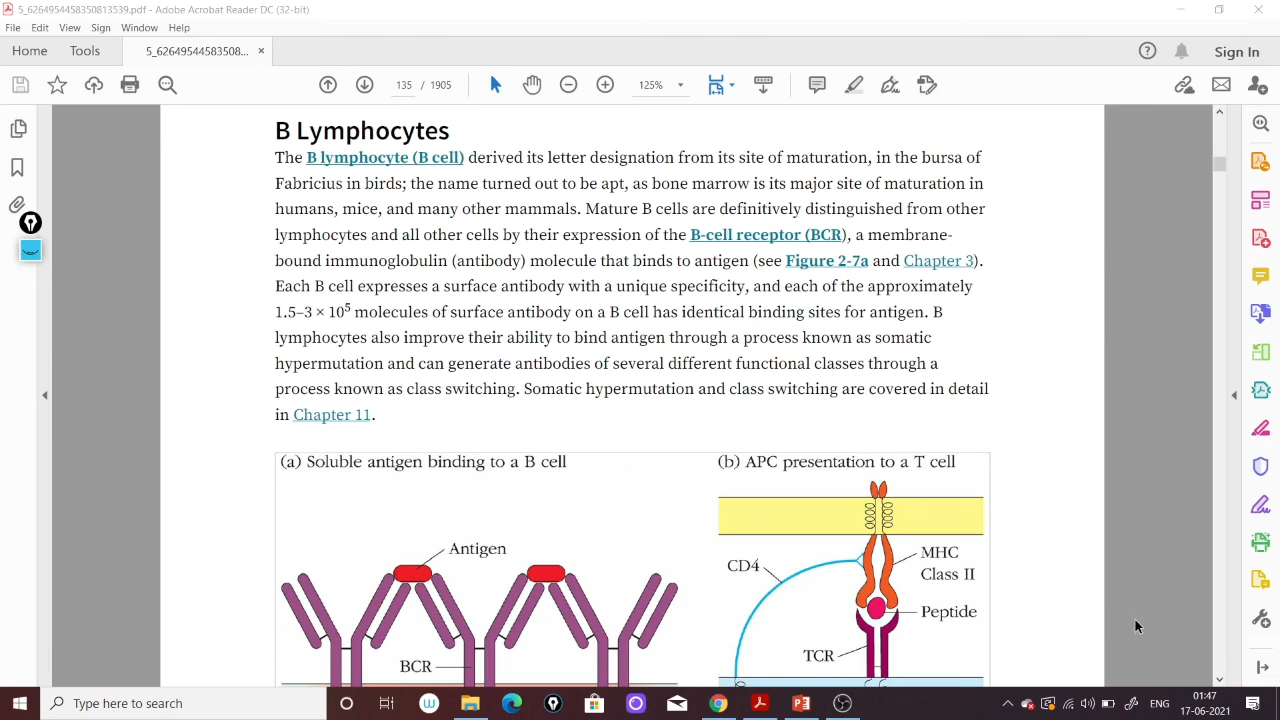 5_6264954458350813539.pdf - Adobe Acrobat Reader DC (32-bit)
File Edit View Sign Window Help
Home Tools 5_62649544583508... × Sign In
135 / 1905 125%
B Lymphocytes
The B lymphocyte (B cell) derived its letter designation from its site of maturation, in the bursa of
Fabricius in birds; the name turned out to be apt, as bone marrow is its major site of maturation in
humans, mice, and many other mammals. Mature B cells are definitively distinguished from other
lymphocytes and all other cells by their expression of the B-cell receptor (BCR), a membrane-
bound immunoglobulin (antibody) molecule that binds to antigen (see Figure 2-7a and Chapter 3).
Each B cell expresses a surface antibody with a unique specificity, and each of the approximately
1.5–3 × 10⁵ molecules of surface antibody on a B cell has identical binding sites for antigen. B
lymphocytes also improve their ability to bind antigen through a process known as somatic
hypermutation and can generate antibodies of several different functional classes through a
process known as class switching. Somatic hypermutation and class switching are covered in detail
in Chapter 11.
(a) Soluble antigen binding to a B cell
Antigen
BCR
(b) APC presentation to a T cell
CD4
MHC
Class II
Peptide
TCR
Type here to search
ENG
01:47
17-06-2021